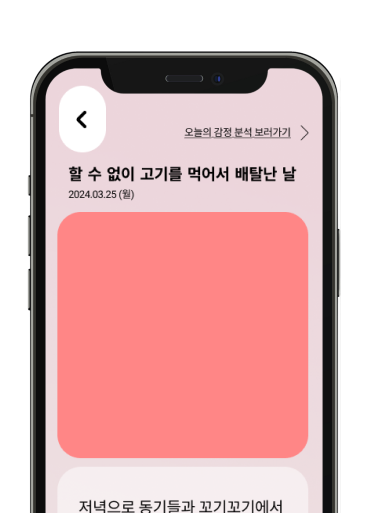 오늘의 감정 분석 보러가기
할 수 없이 고기를 먹어서 배탈난 날
2024.03.25 (월)
저녁으로 동기들과 꼬기꼬기에서